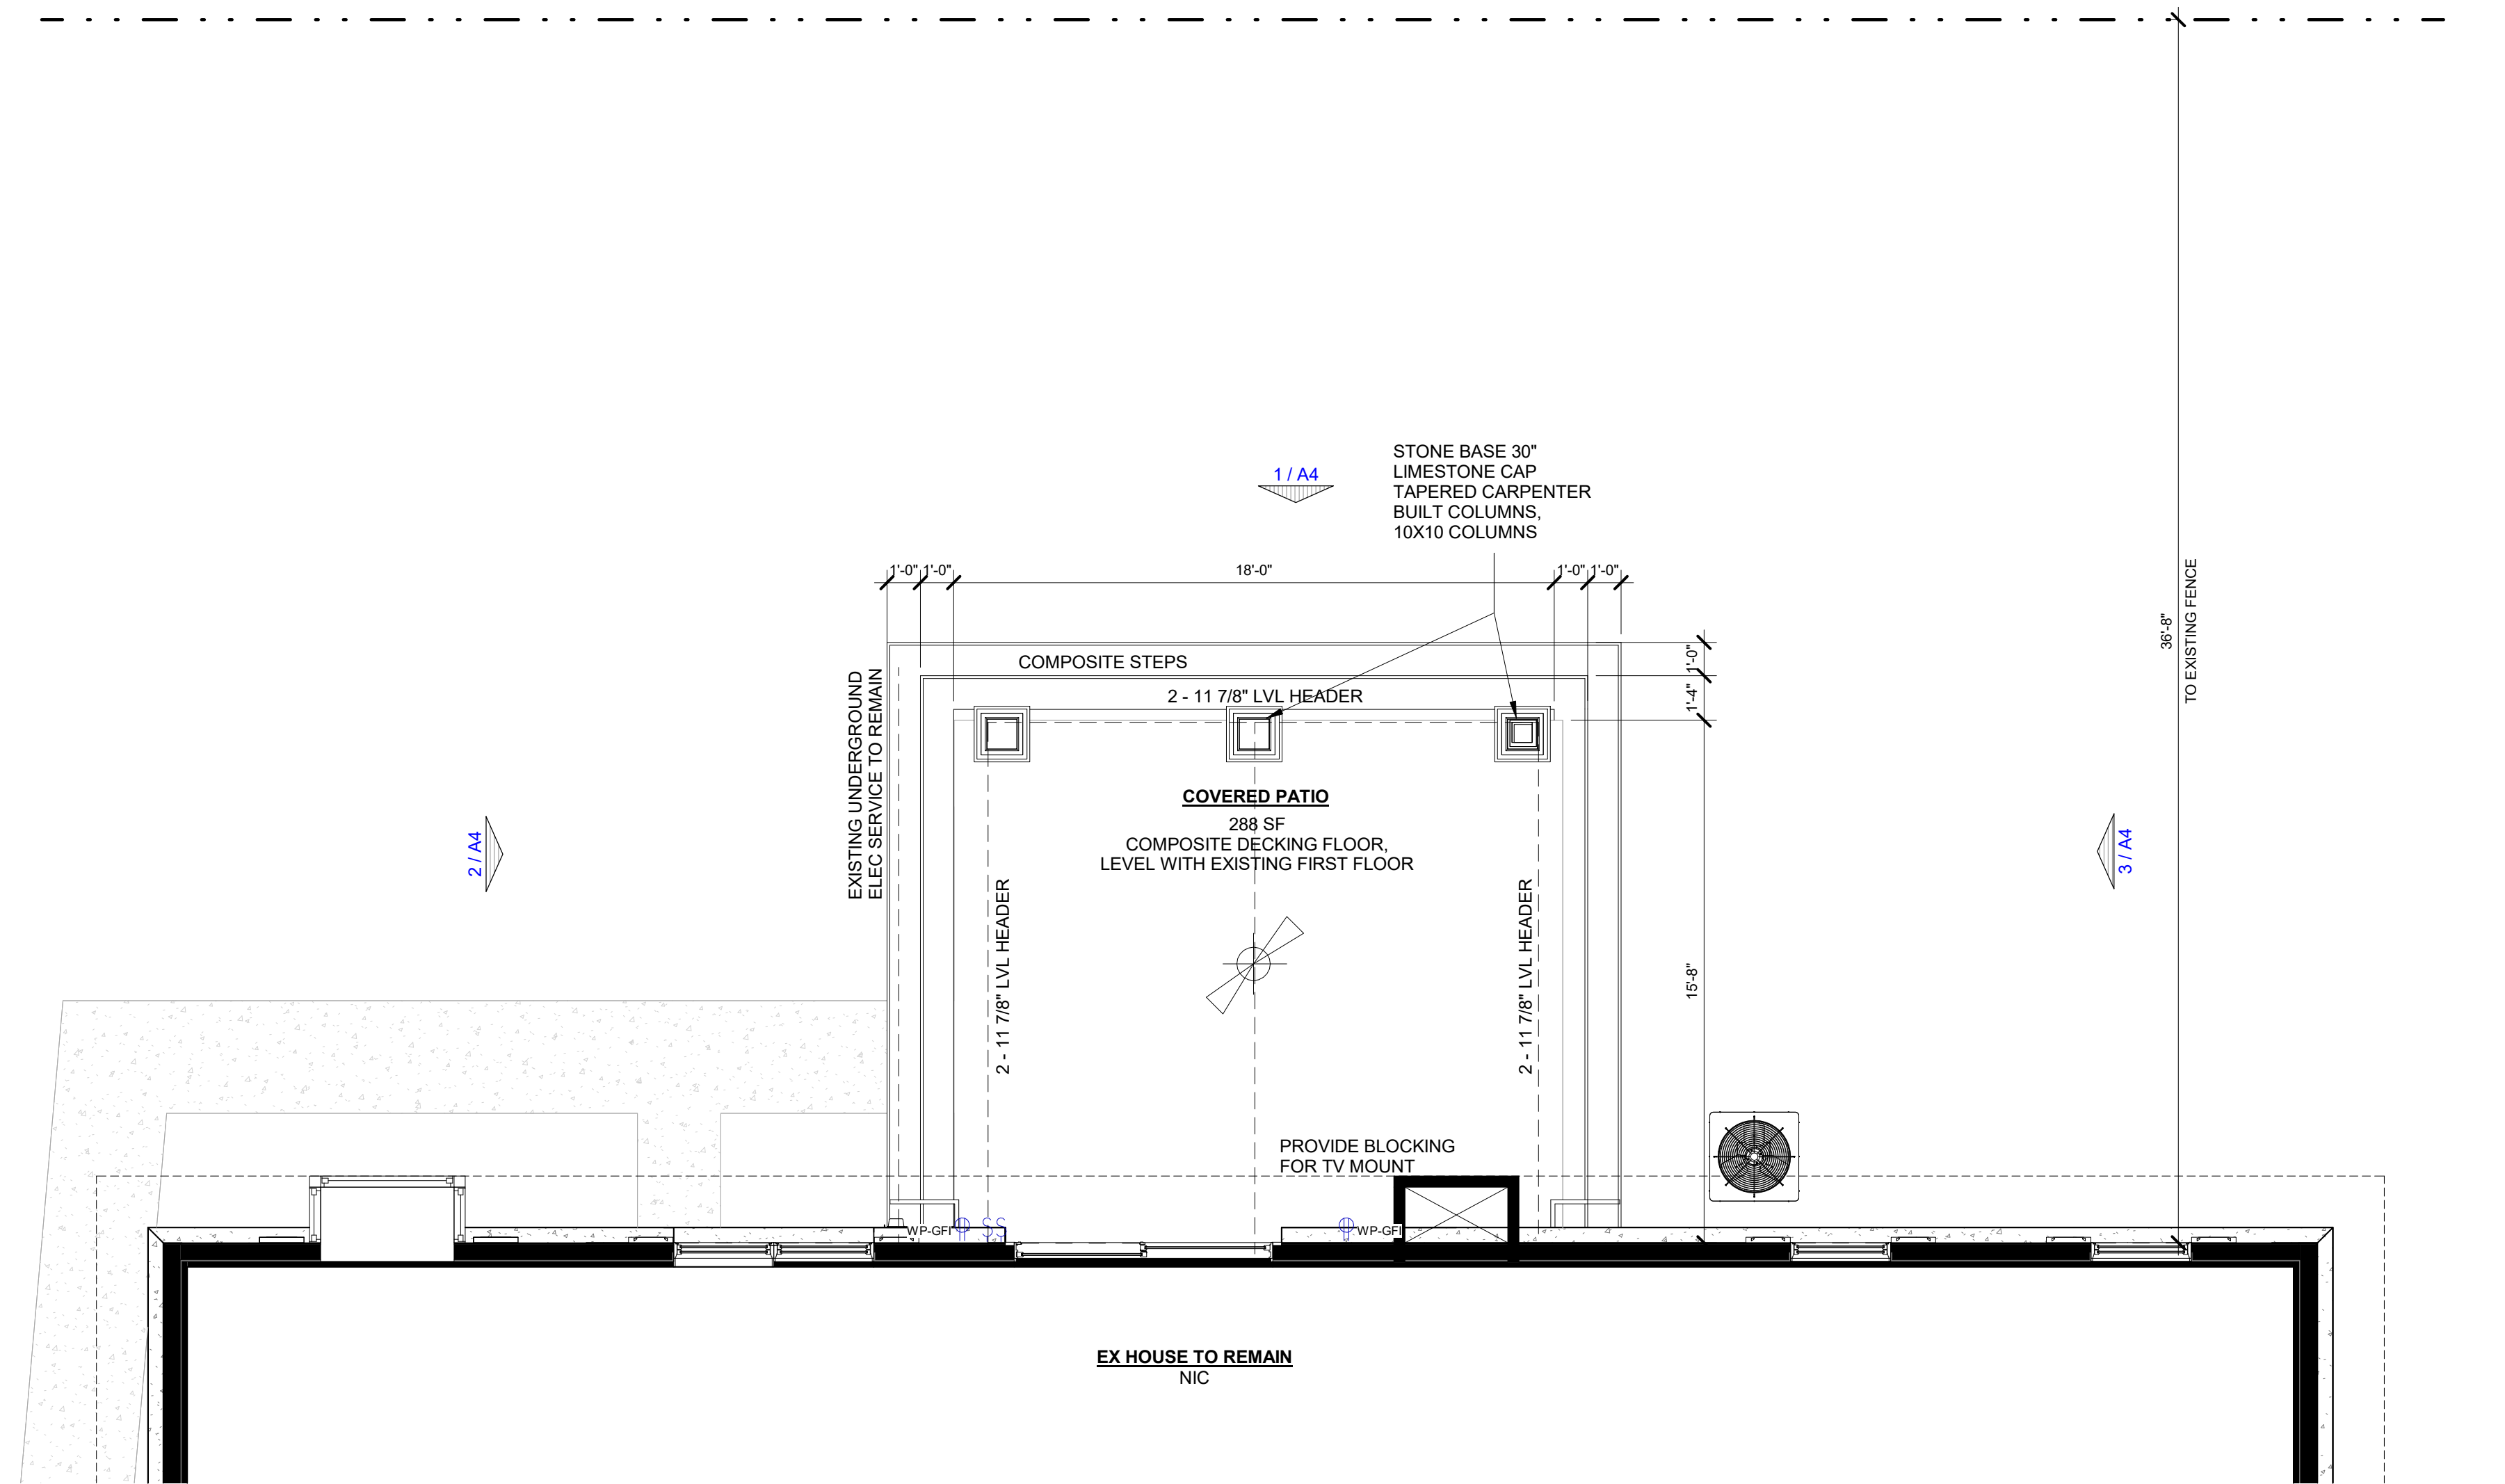 STONE BASE 30"
LIMESTONE CAP
TAPERED CARPENTER
BUILT COLUMNS,
10X10 COLUMNS
1 / A4
1'-0"
1'-0"
18'-0"
1'-0"
1'-0"
36'-8"
TO EXISTING FENCE
COMPOSITE STEPS
1'-0"
1'-4"
2 - 11 7/8" LVL HEADER
EXISTING UNDERGROUND
ELEC SERVICE TO REMAIN
COVERED PATIO
288 SF
COMPOSITE DECKING FLOOR,
LEVEL WITH EXISTING FIRST FLOOR
2 / A4
3 / A4
2 - 11 7/8" LVL HEADER
2 - 11 7/8" LVL HEADER
15'-8"
PROVIDE BLOCKING
FOR TV MOUNT
WP-GFI
SS
WP-GFI
EX HOUSE TO REMAIN
NIC